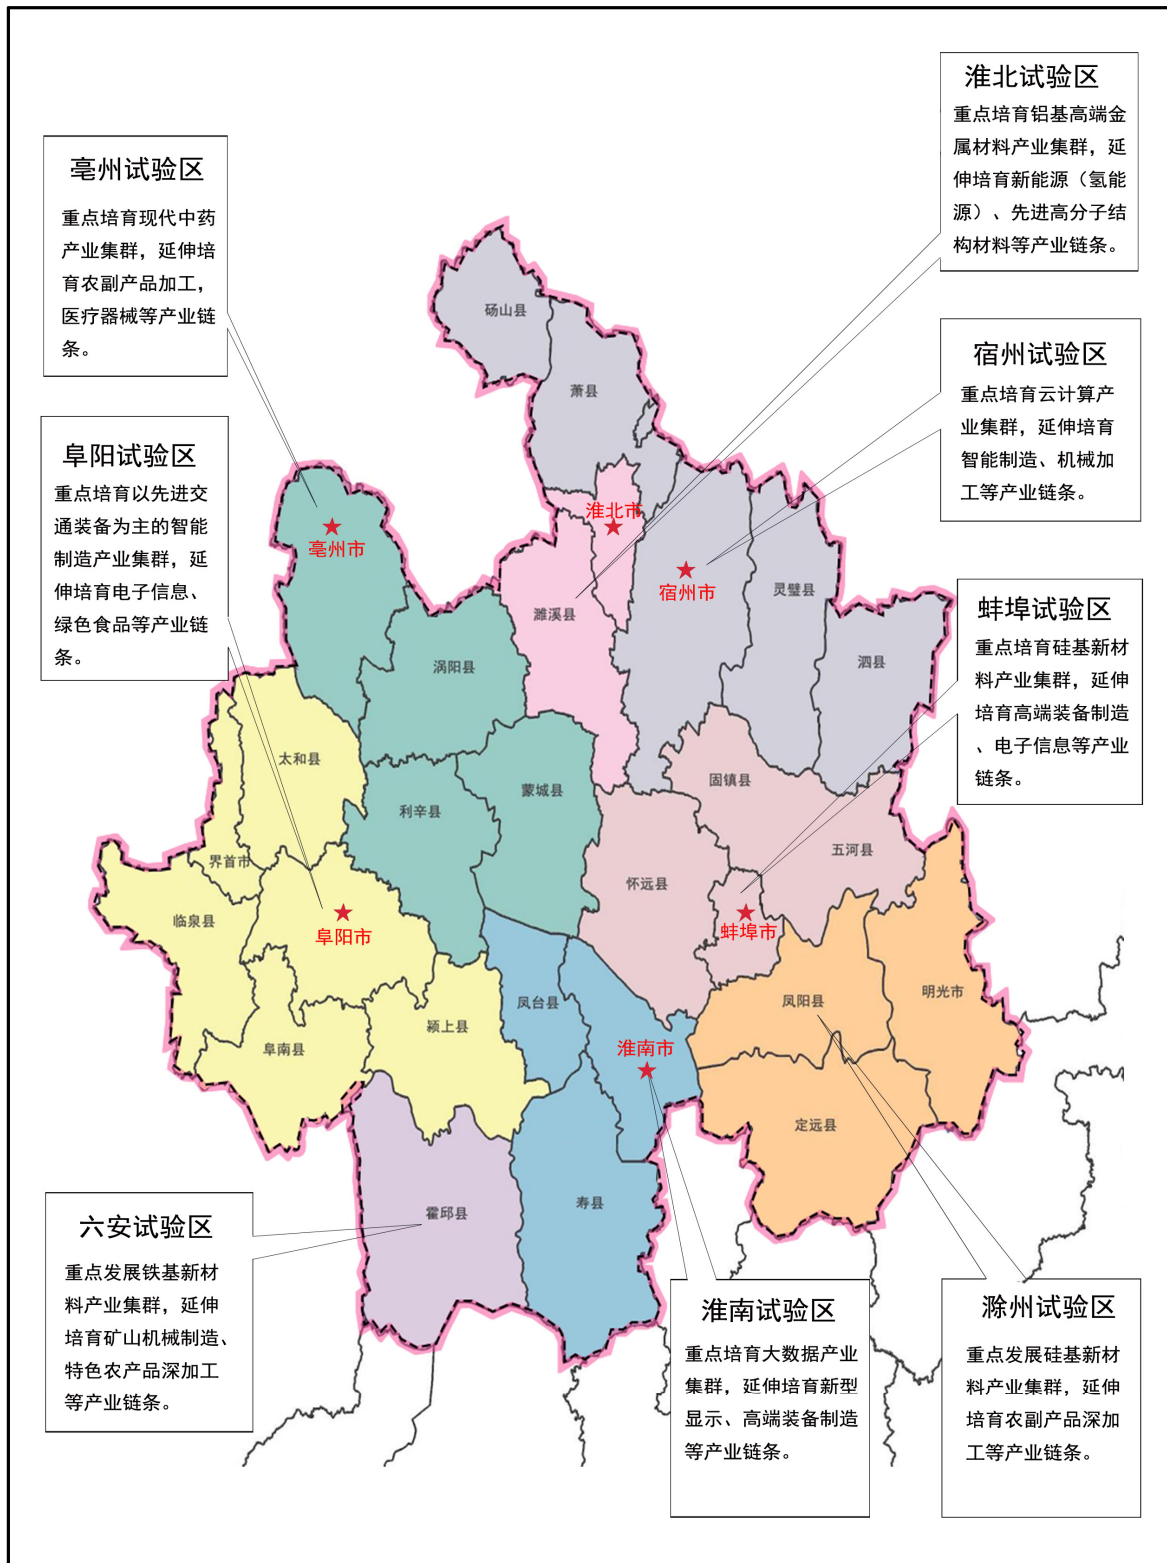 淮北试验区
重点培育铝基高端金
属材料产业集群，延
伸培育新能源（氢能
源）、先进高分子结
构材料等产业链条。
亳州试验区
重点培育现代中药
产业集群，延伸培
育农副产品加工，
医疗器械等产业链
条。
宿州试验区
重点培育云计算产
业集群，延伸培育
智能制造、机械加
工等产业链条。
阜阳试验区
重点培育以先进交
通装备为主的智能
制造产业集群，延
伸培育电子信息、
绿色食品等产业链
条。
蚌埠试验区
重点培育硅基新材
料产业集群，延伸
培育高端装备制造
、电子信息等产业
链条。
砀山县
萧县
淮北市
亳州市
宿州市
灵璧县
濉溪县
涡阳县
泗县
太和县
固镇县
蒙城县
利辛县
五河县
界首市
怀远县
临泉县
阜阳市
蚌埠市
明光市
凤台县
凤阳县
颍上县
阜南县
淮南市
定远县
霍邱县
寿县
六安试验区
重点发展铁基新材
料产业集群，延伸
培育矿山机械制造、
特色农产品深加工
等产业链条。
淮南试验区
重点培育大数据产业
集群，延伸培育新型
显示、高端装备制造
等产业链条。
滁州试验区
重点发展硅基新材
料产业集群，延伸
培育农副产品深加
工等产业链条。